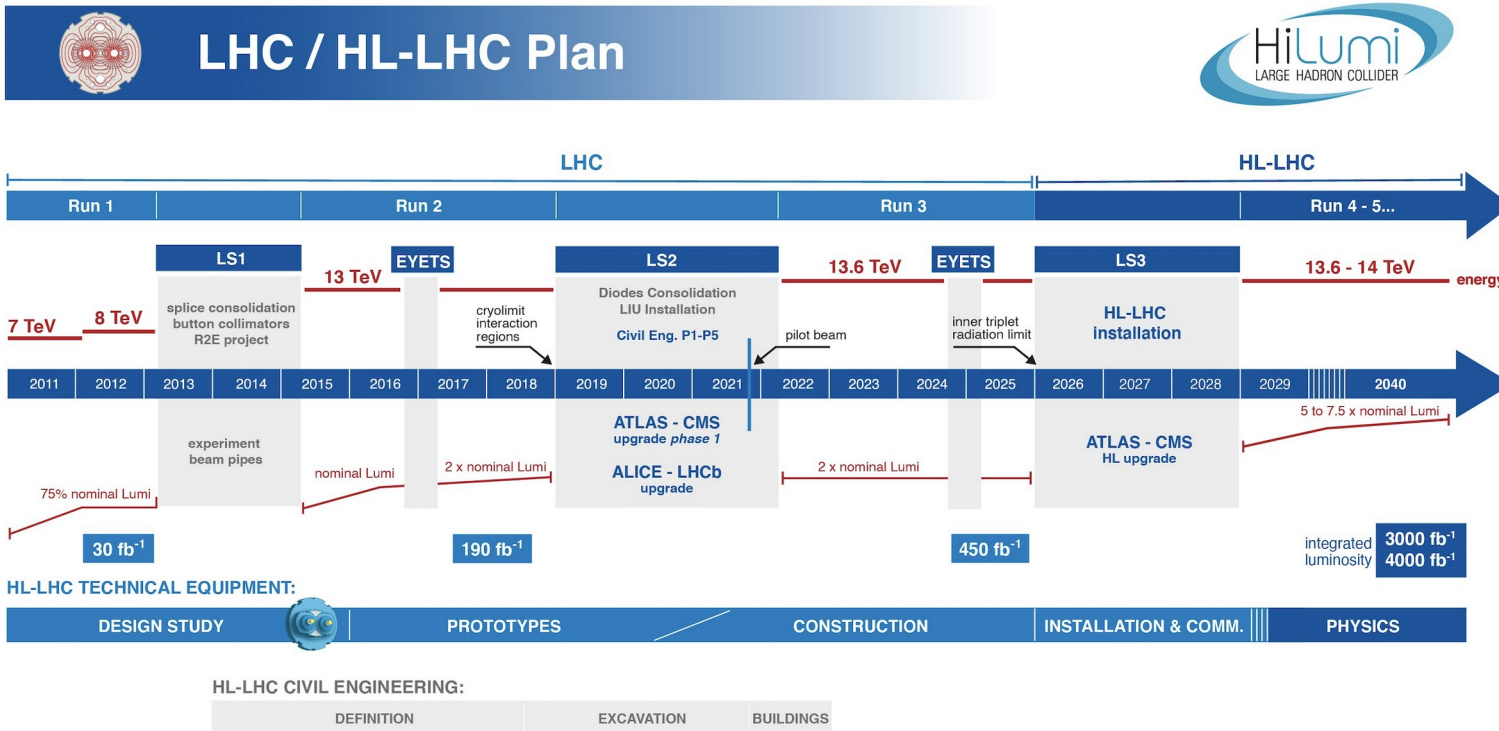 LHC / HL-LHC Plan
HiLumi
LARGE HADRON COLLIDER
LHC
HL-LHC
Run 1
Run 2
Run 3
Run 4 - 5...
LS1
EYETS
LS2
EYETS
LS3
13 TeV
13.6 TeV
13.6 - 14 TeV
energy
7 TeV
8 TeV
splice consolidation
button collimators
R2E project
cryolimit
interaction
regions
Diodes Consolidation
LIU Installation
Civil Eng. P1-P5
pilot beam
inner triplet
radiation limit
HL-LHC
installation
2011
2012
2013
2014
2015
2016
2017
2018
2019
2020
2021
2022
2023
2024
2025
2026
2027
2028
2029
2040
experiment
beam pipes
ATLAS - CMS
upgrade phase 1
ALICE - LHCb
upgrade
ATLAS - CMS
HL upgrade
5 to 7.5 x nominal Lumi
75% nominal Lumi
nominal Lumi
2 x nominal Lumi
2 x nominal Lumi
30 fb-1
190 fb-1
450 fb-1
integrated
luminosity
3000 fb-1
4000 fb-1
HL-LHC TECHNICAL EQUIPMENT:
DESIGN STUDY
PROTOTYPES
CONSTRUCTION
INSTALLATION & COMM.
PHYSICS
HL-LHC CIVIL ENGINEERING:
DEFINITION
EXCAVATION
BUILDINGS